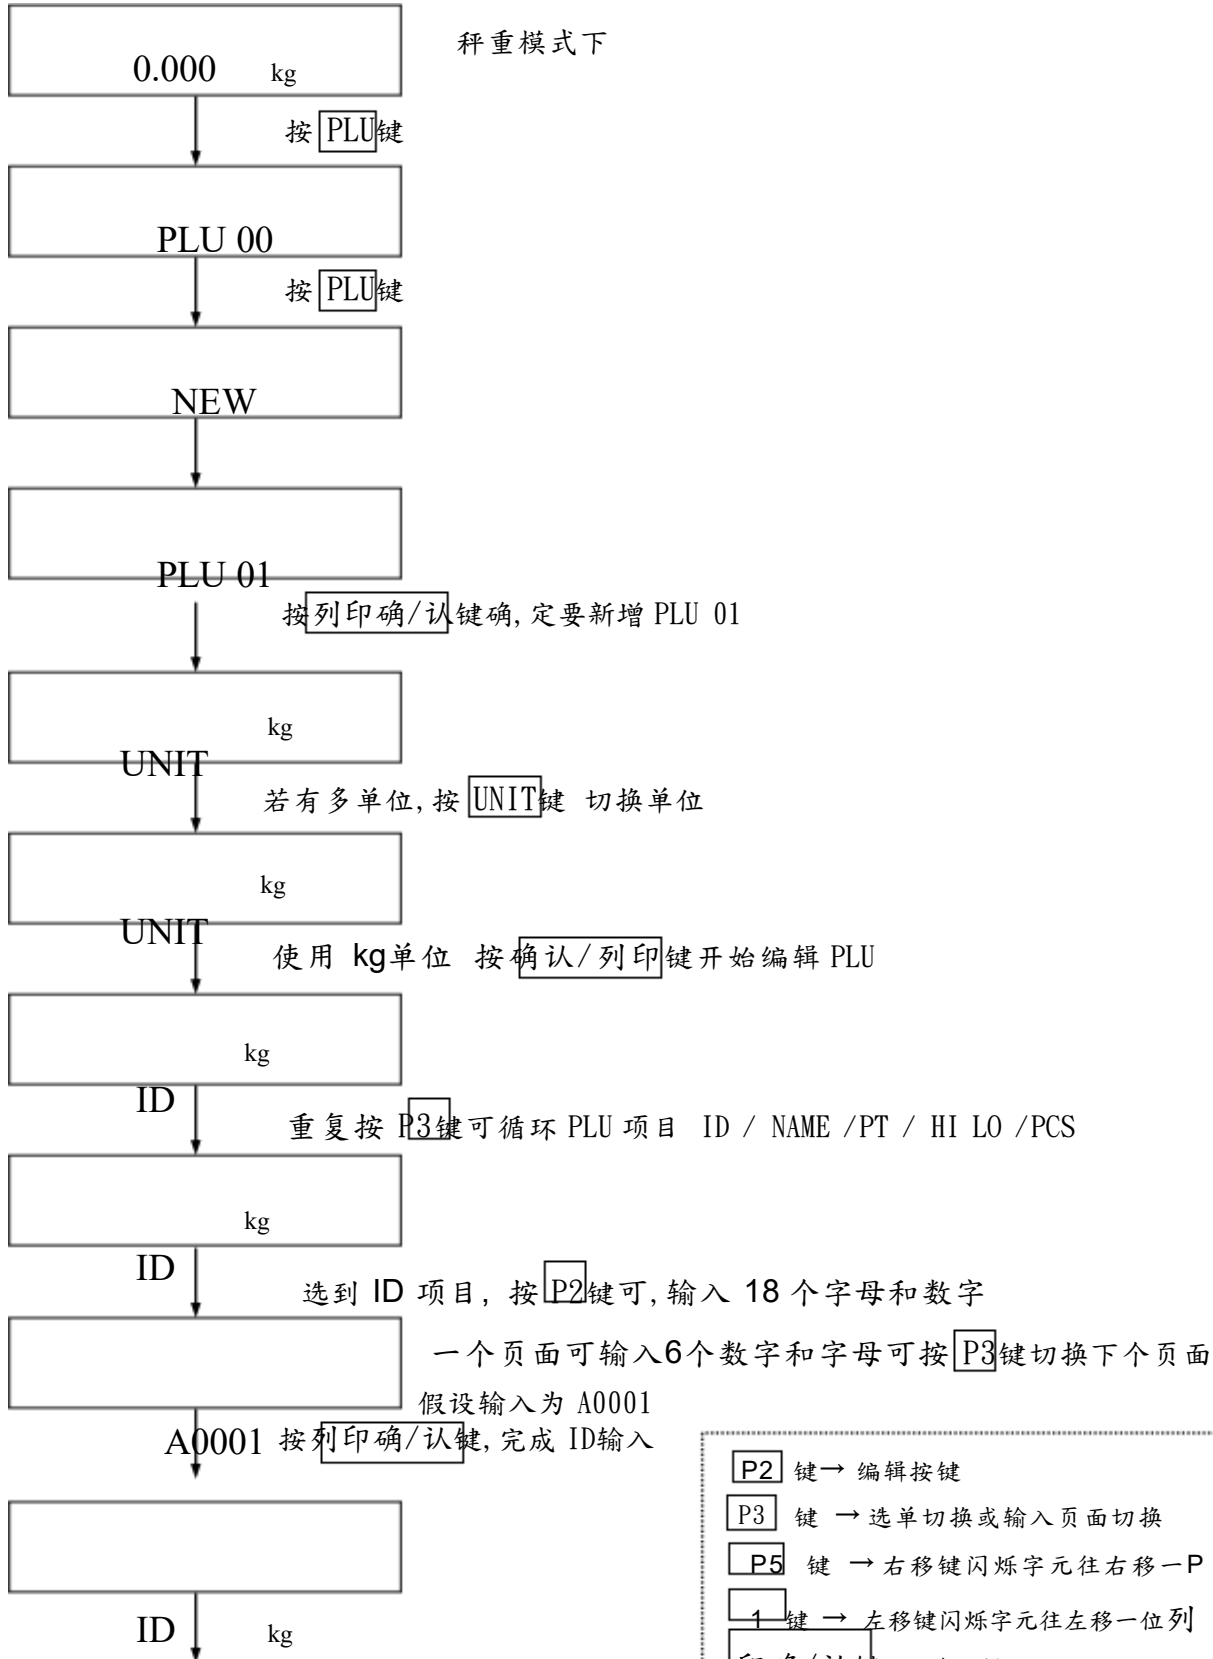 秤重模式下
0.000 kg
按 PLU键
PLU 00
按 PLU键
NEW
PLU 01
按列印确/认键确,定要新增 PLU 01
kg
UNIT
若有多单位,按 UNIT键 切换单位
kg
UNIT
使用 kg单位 按确认/列印键开始编辑 PLU
kg
ID
重复按 P3键可循环 PLU 项目 ID / NAME /PT / HI LO /PCS
kg
ID
选到 ID 项目, 按 P2键可,输入 18 个字母和数字
一个页面可输入6个数字和字母可按 P3键切换下个页面
假设输入为 A0001
A0001 按列印确/认键,完成 ID输入
P2 键→ 编辑按键
P3 键 →选单切换或输入页面切换
P5 键 →右移键闪烁字元往右移一P
1 键 → 左移键闪烁字元往左移一位列
ID kg